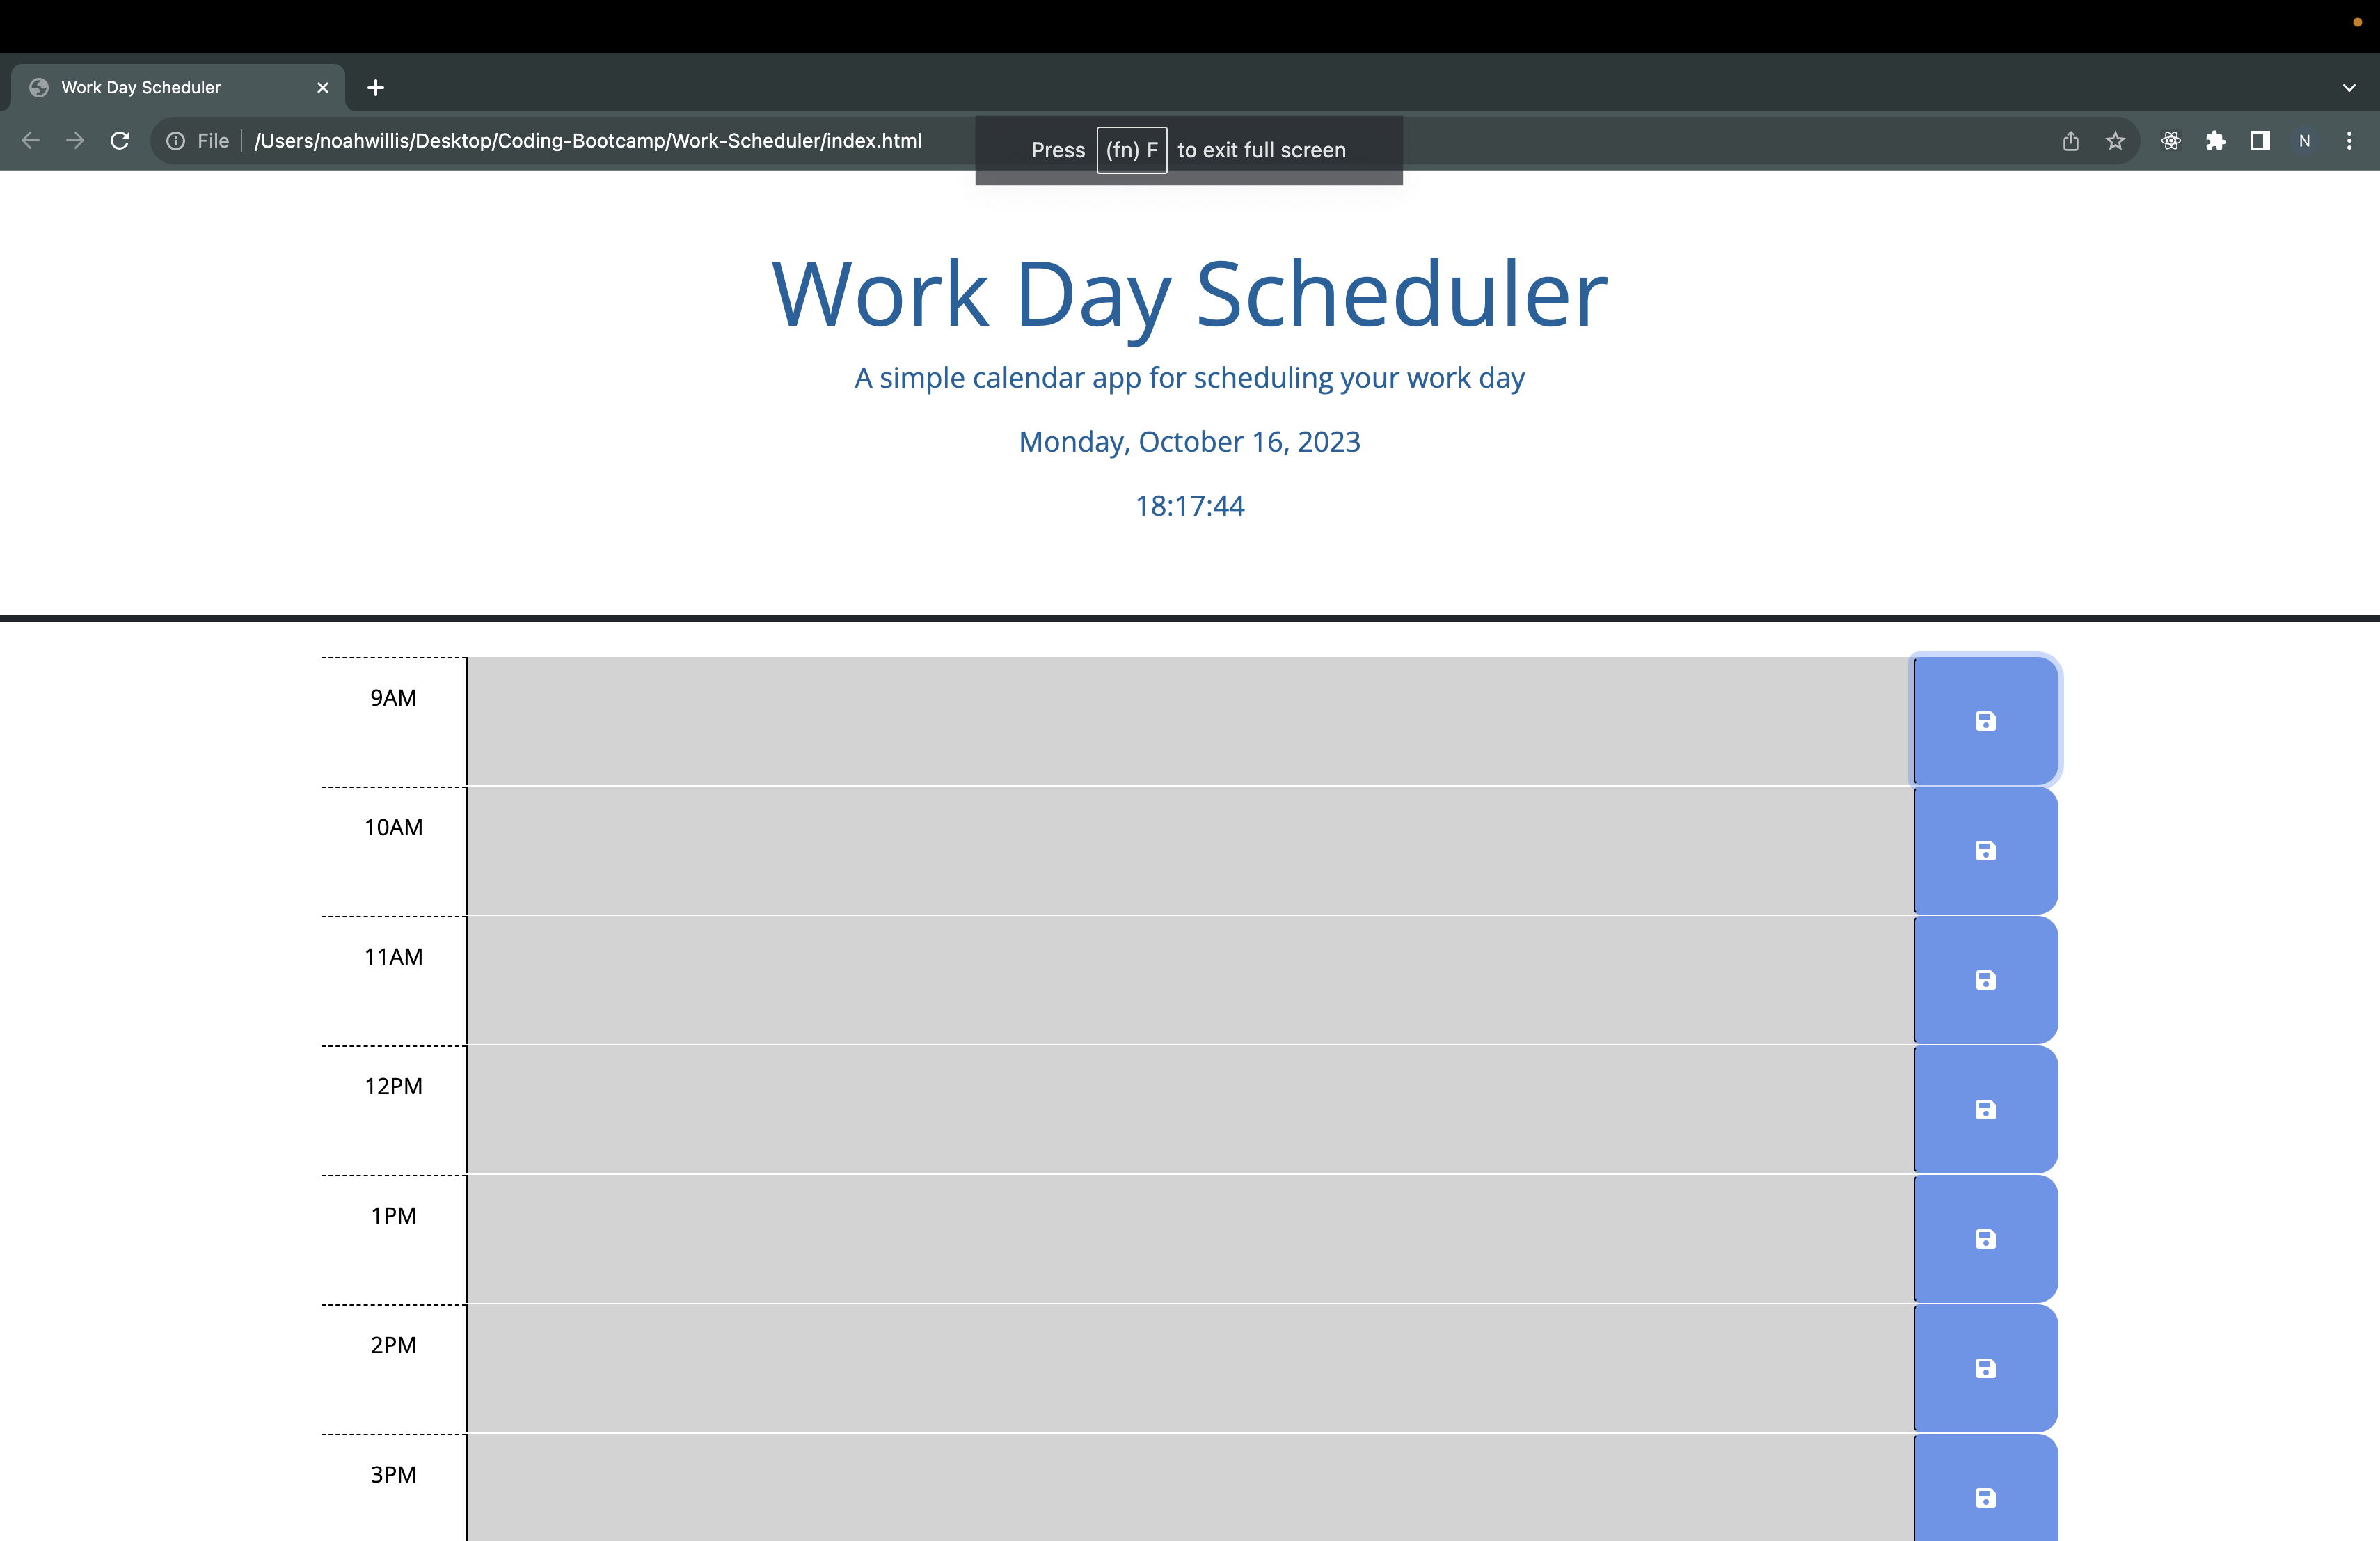 Work Day Scheduler
File /Users/noahwillis/Desktop/Coding-Bootcamp/Work-Scheduler/index.html
N
Press (fn) F to exit full screen
Work Day Scheduler
A simple calendar app for scheduling your work day
Monday, October 16, 2023
18:17:44
9AM
10AM
11AM
12PM
1PM
2PM
3PM